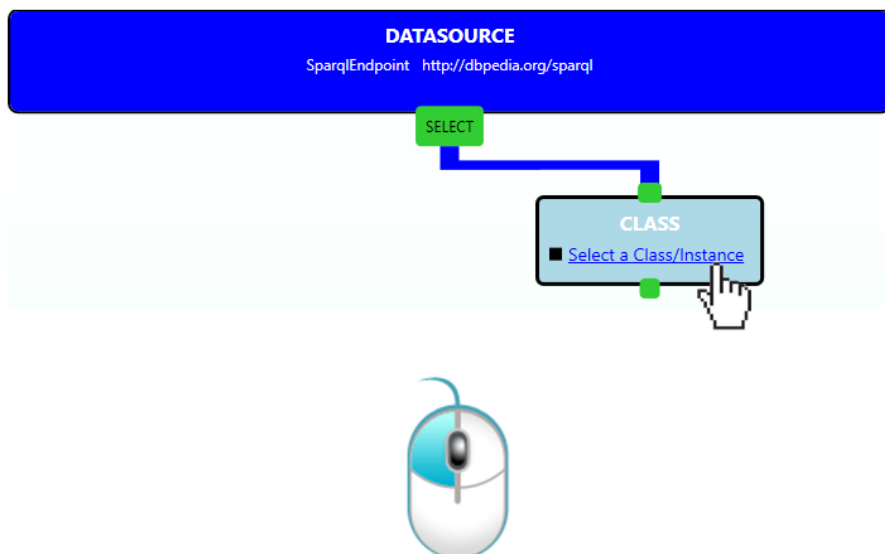 DATASOURCE
SparqlEndpoint http://dbpedia.org/sparql
SELECT
CLASS
Select a Class/Instance